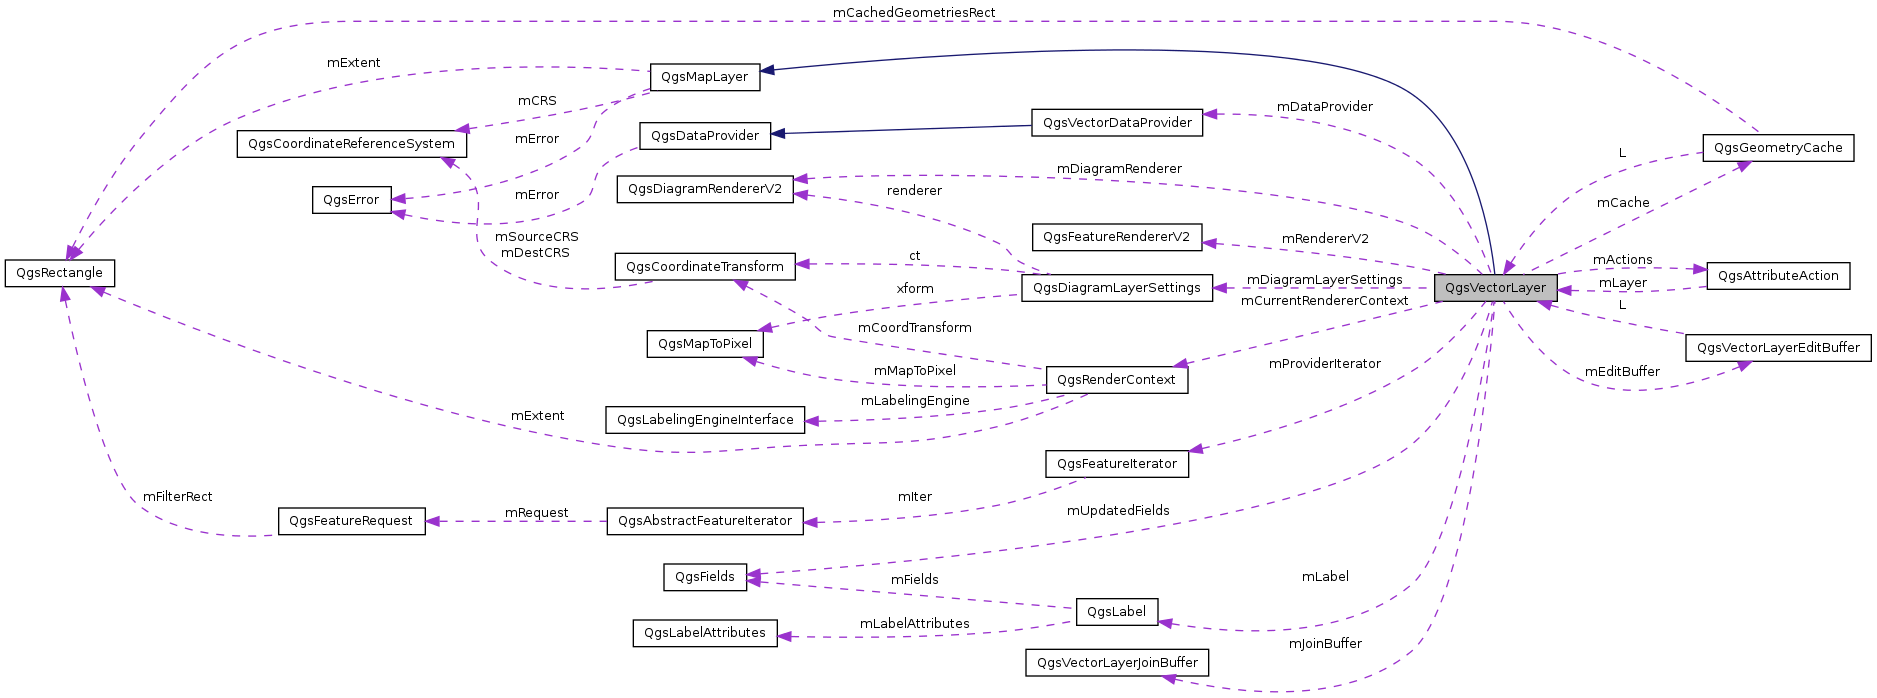 mCachedGeometriesRect
mExtent
QgsMapLayer
mCRS
mDataProvider
QgsVectorDataProvider
mError
QgsDataProvider
QgsCoordinateReferenceSystem
QgsGeometryCache
L
mDiagramRenderer
QgsDiagramRendererV2
renderer
mError
QgsError
mCache
mSourceCRS
mDestCRS
QgsFeatureRendererV2
mRendererV2
ct
mActions
QgsCoordinateTransform
QgsRectangle
QgsAttributeAction
mDiagramLayerSettings
mLayer
QgsDiagramLayerSettings
QgsVectorLayer
xform
mCurrentRendererContext
L
mCoordTransform
QgsMapToPixel
QgsVectorLayerEditBuffer
mProviderIterator
mMapToPixel
mEditBuffer
QgsRenderContext
mLabelingEngine
mExtent
QgsLabelingEngineInterface
QgsFeatureIterator
mFilterRect
mIter
mRequest
mUpdatedFields
QgsFeatureRequest
QgsAbstractFeatureIterator
QgsFields
mFields
mLabel
QgsLabel
mLabelAttributes
QgsLabelAttributes
mJoinBuffer
QgsVectorLayerJoinBuffer